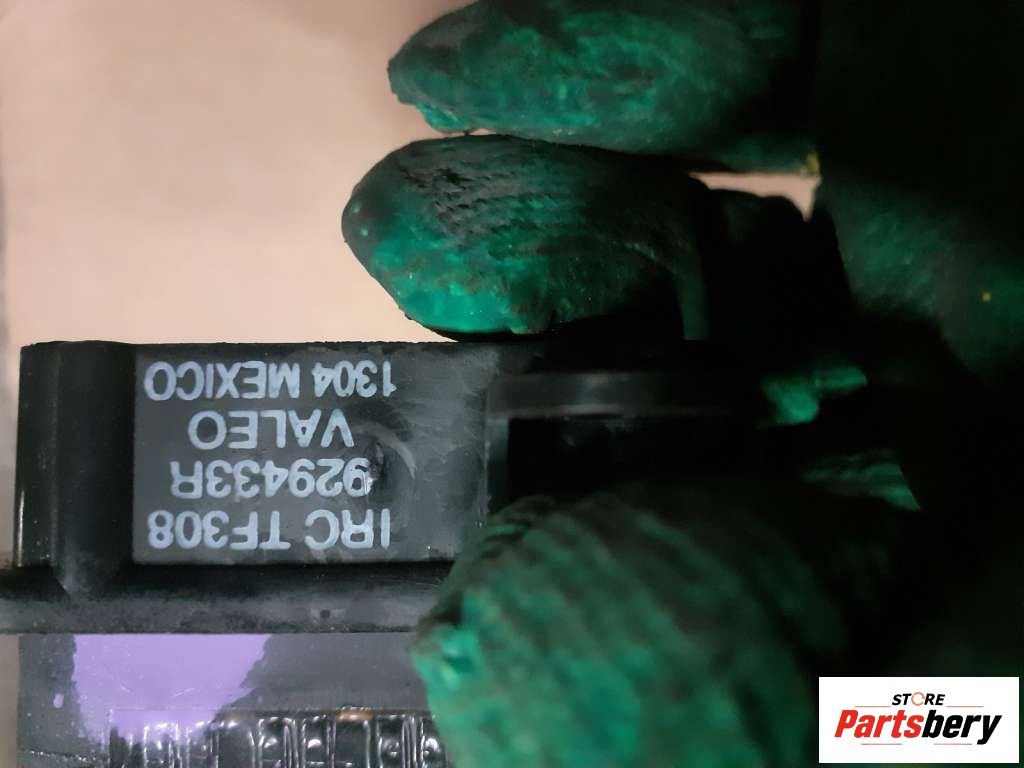 IRC TF308
929433R
VALEO
1304 MEXICO
STORE
Partsbery